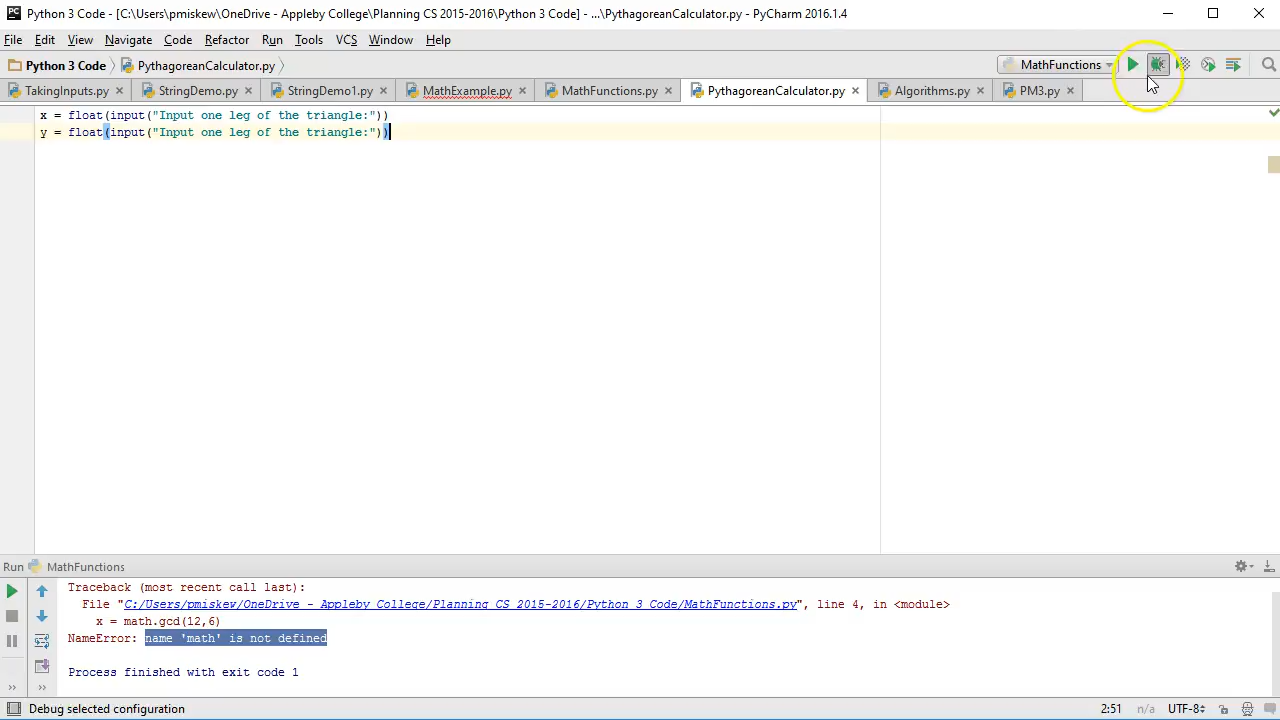 PC Python 3 Code - [C:\Users\pmiskew\OneDrive - Appleby College\Planning CS 2015-2016\Python 3 Code] - ...\PythagoreanCalculator.py - PyCharm 2016.1.4
File Edit View Navigate Code Refactor Run Tools VCS Window Help
Python 3 Code PythagoreanCalculator.py MathFunctions
TakingInputs.py StringDemo.py StringDemo1.py MathExample.py MathFunctions.py PythagoreanCalculator.py Algorithms.py PM3.py
x = float(input("Input one leg of the triangle:"))
y = float(input("Input one leg of the triangle:"))
Run MathFunctions
Traceback (most recent call last):
File "C:/Users/pmiskew/OneDrive - Appleby College/Planning CS 2015-2016/Python 3 Code/MathFunctions.py", line 4, in <module>
x = math.gcd(12,6)
NameError: name 'math' is not defined
Process finished with exit code 1
Debug selected configuration 2:51 n/a UTF-8